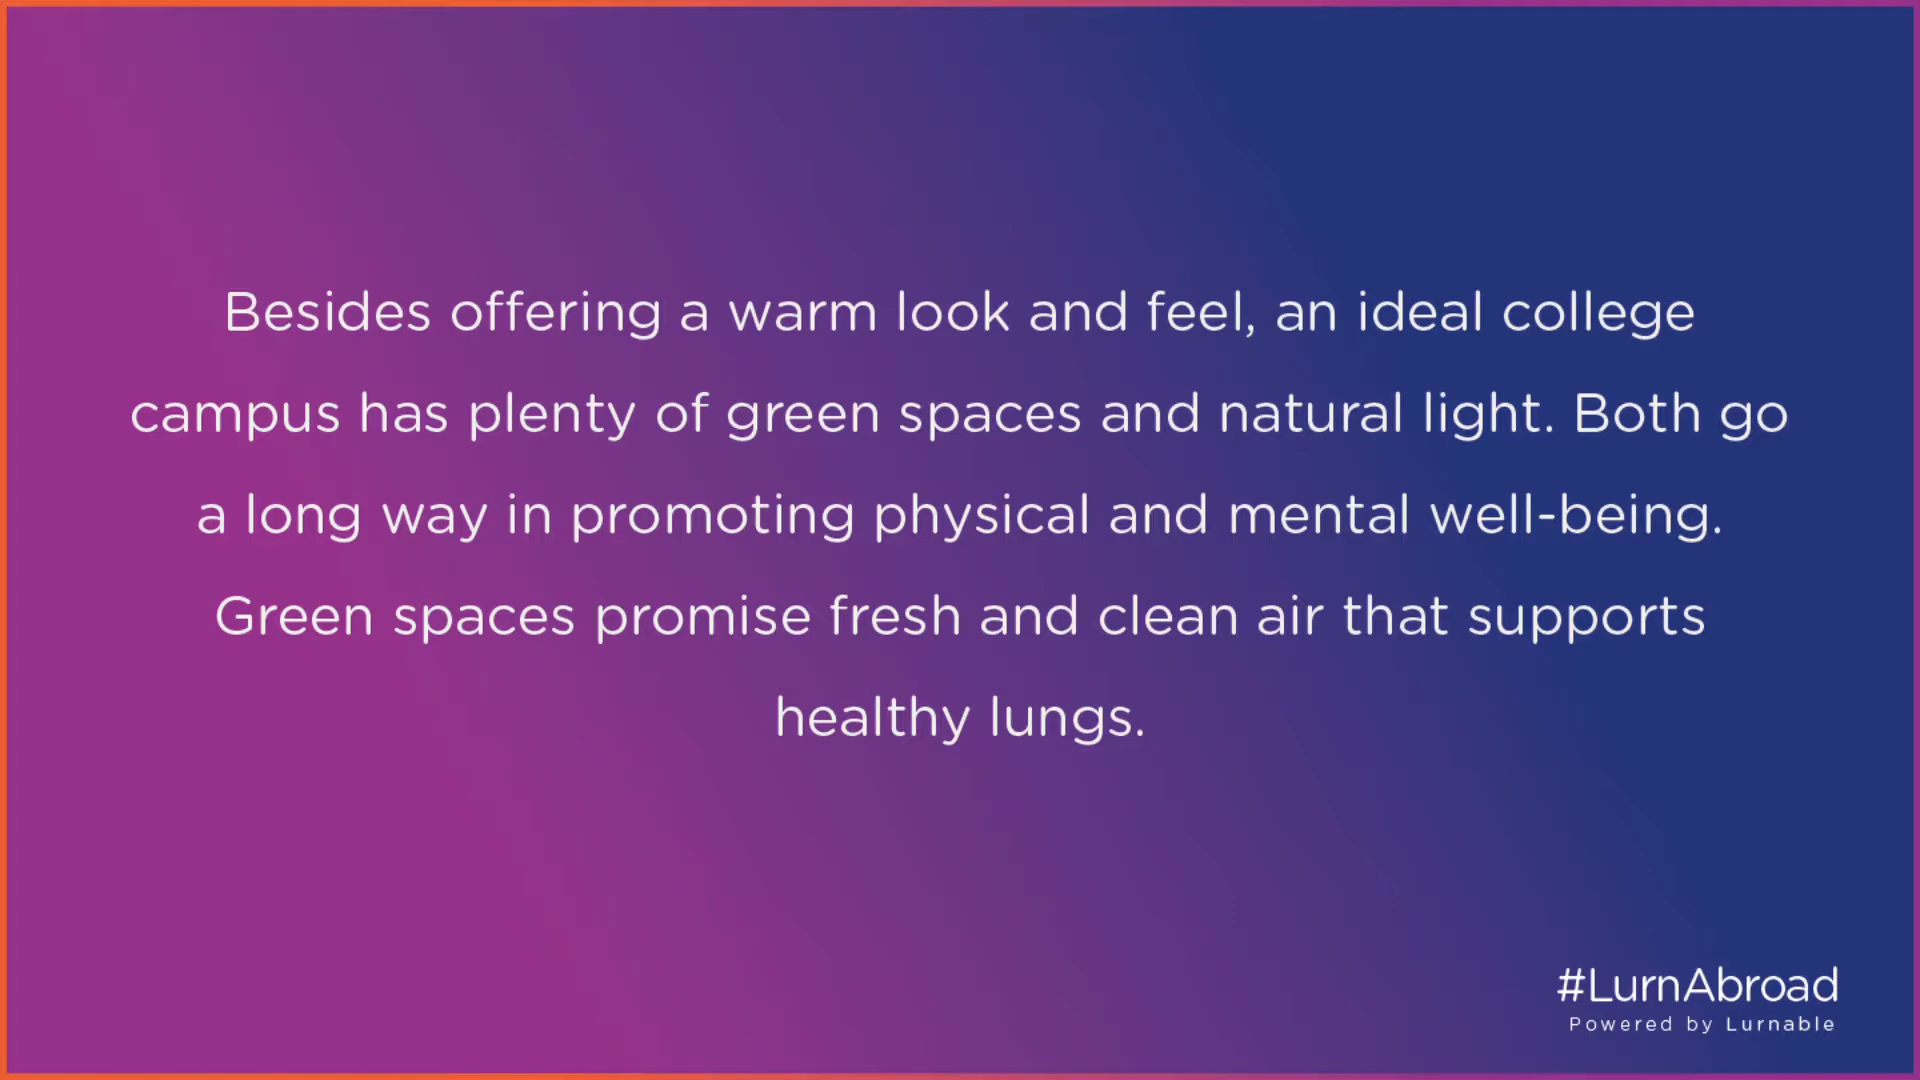 Besides offering a warm look and feel, an ideal college
campus has plenty of green spaces and natural light. Both go
a long way in promoting physical and mental well-being.
Green spaces promise fresh and clean air that supports
healthy lungs.
#LurnAbroad
Powered by Lurnable